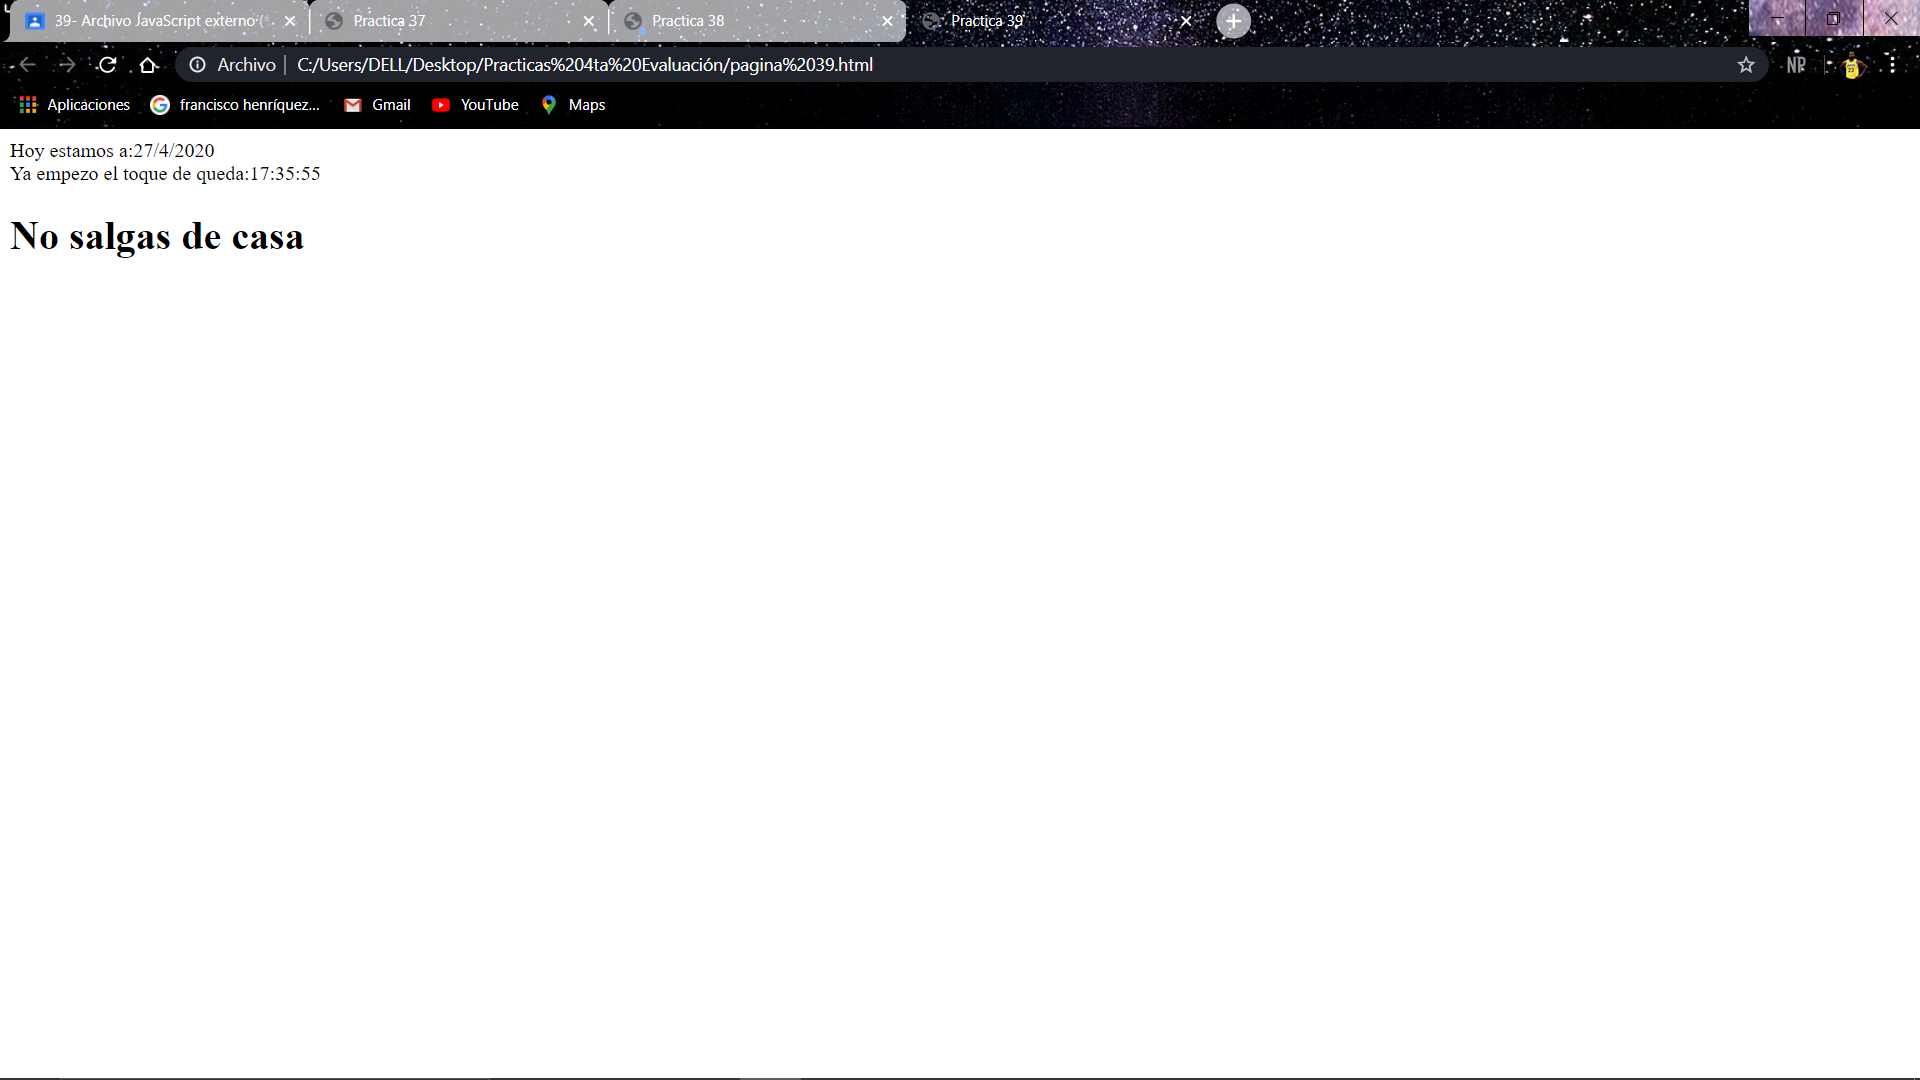 39- Archivo JavaScript externo (
Practica 37
Practica 38
Practica 39
Archivo
C:/Users/DELL/Desktop/Practicas%204ta%20Evaluación/pagina%2039.html
NP
Aplicaciones
francisco henríquez...
Gmail
YouTube
Maps
Hoy estamos a:27/4/2020
Ya empezo el toque de queda:17:35:55
No salgas de casa